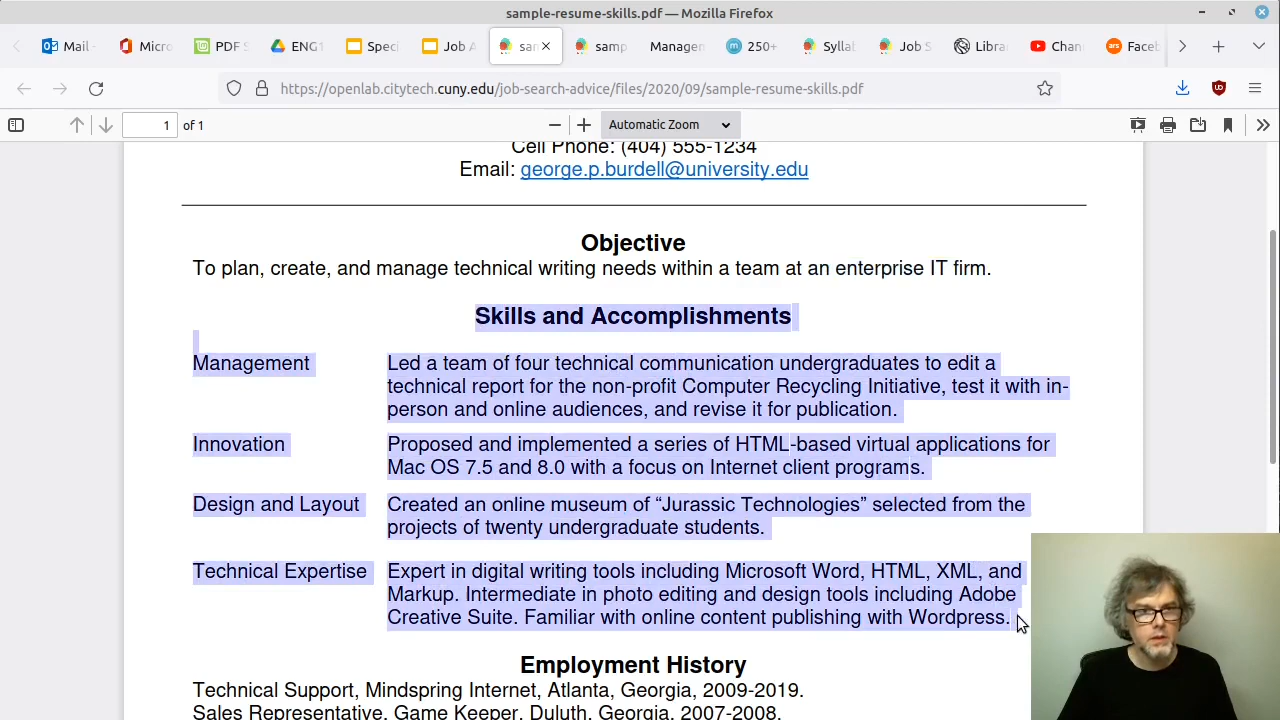 sample-resume-skills.pdf — Mozilla Firefox
Mail
Micro
PDF S
ENG1
Speci
Job A
san
samp
Managem
250+
Syllab
Job S
Libra
Chan
Faceb
https://openlab.citytech.cuny.edu/job-search-advice/files/2020/09/sample-resume-skills.pdf
1 of 1
Automatic Zoom
Cell Phone: (404) 555-1234
Email: george.p.burdell@university.edu
Objective
To plan, create, and manage technical writing needs within a team at an enterprise IT firm.
Skills and Accomplishments
Management Led a team of four technical communication undergraduates to edit a
technical report for the non-profit Computer Recycling Initiative, test it with in-
person and online audiences, and revise it for publication.
Innovation Proposed and implemented a series of HTML-based virtual applications for
Mac OS 7.5 and 8.0 with a focus on Internet client programs.
Design and Layout Created an online museum of “Jurassic Technologies” selected from the
projects of twenty undergraduate students.
Technical Expertise Expert in digital writing tools including Microsoft Word, HTML, XML, and
Markup. Intermediate in photo editing and design tools including Adobe
Creative Suite. Familiar with online content publishing with Wordpress.
Employment History
Technical Support, Mindspring Internet, Atlanta, Georgia, 2009-2019.
Sales Representative, Game Keeper, Duluth, Georgia, 2007-2008.